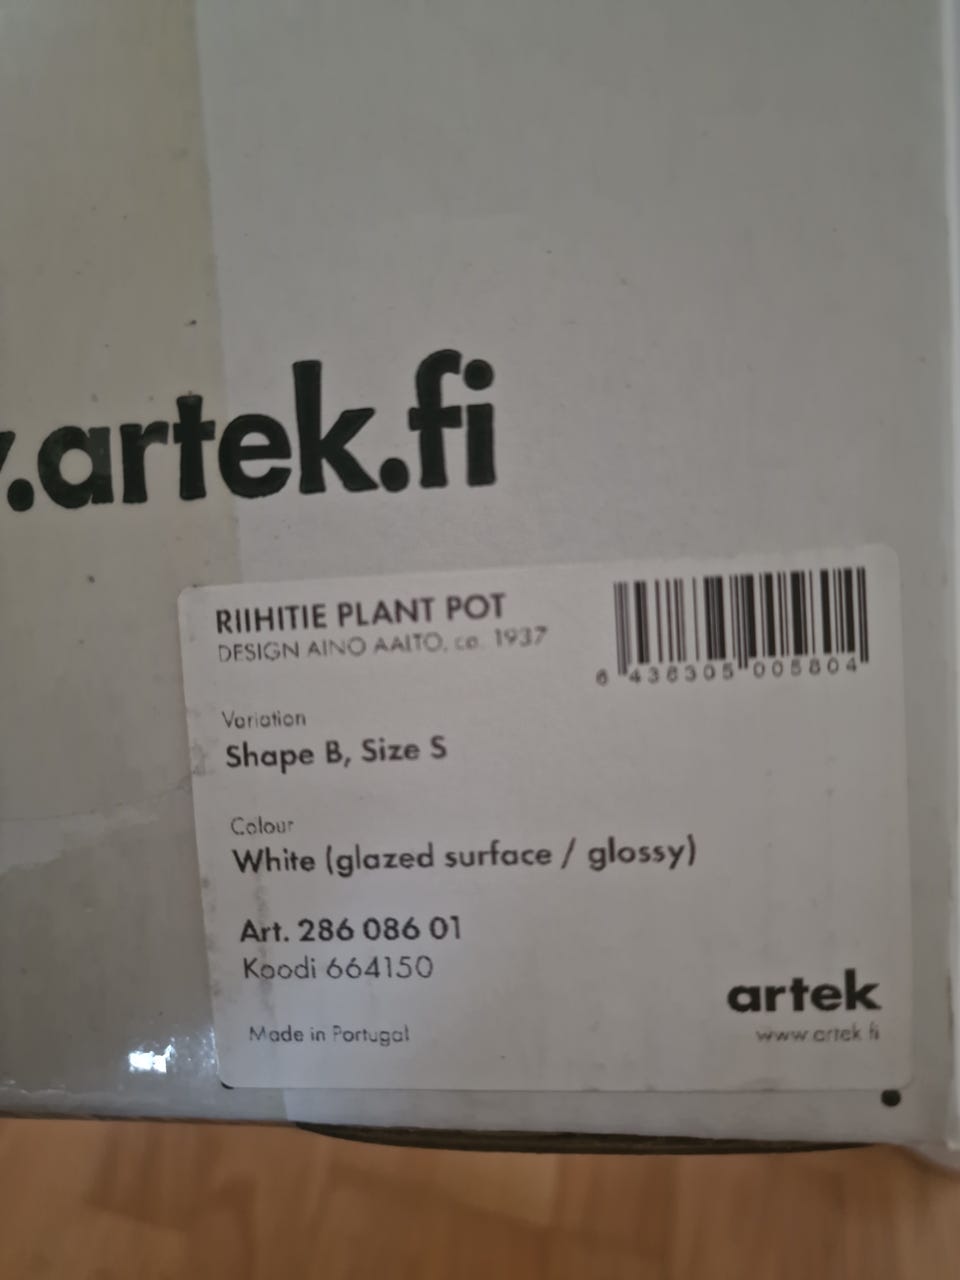 .artek.fi
RIIHITIE PLANT POT
DESIGN AINO AALTO, ca. 1937
6 438305 005804
Variation
Shape B, Size S
Colour
White (glazed surface / glossy)
Art. 286 086 01
Koodi 664150
Made in Portugal
artek
www.artek.fi